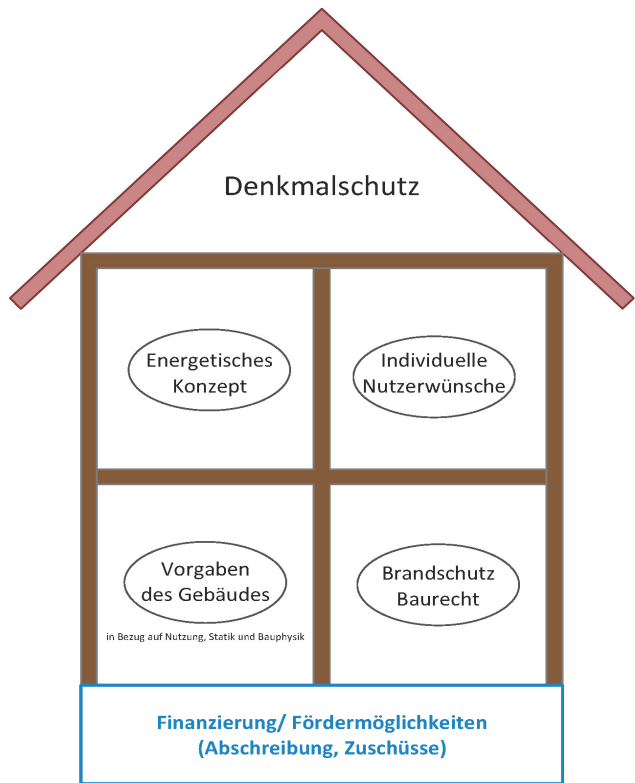 Denkmalschutz
Energetisches
Konzept
Individuelle
Nutzerwünsche
Vorgaben
des Gebäudes
in Bezug auf Nutzung, Statik und Bauphysik
Brandschutz
Baurecht
Finanzierung/ Fördermöglichkeiten
(Abschreibung, Zuschüsse)